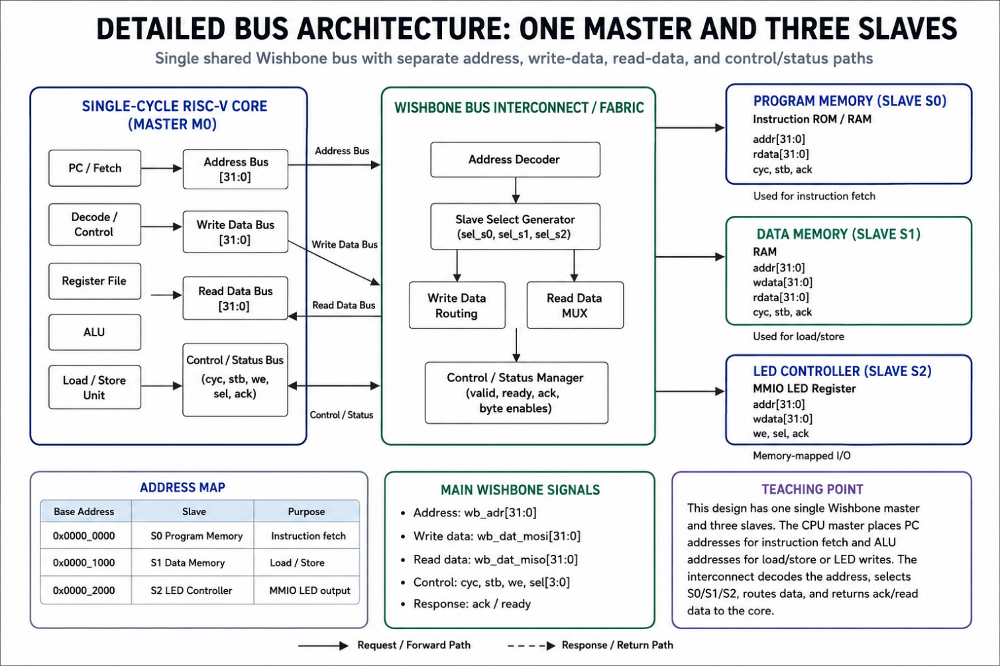 DETAILED BUS ARCHITECTURE: ONE MASTER AND THREE SLAVES
Single shared Wishbone bus with separate address, write-data, read-data, and control/status paths
SINGLE-CYCLE RISC-V CORE
(MASTER M0)
PC / Fetch
Address Bus
[31:0]
Decode /
Control
Write Data Bus
[31:0]
Register File
Read Data Bus
[31:0]
ALU
Load / Store
Unit
Control / Status Bus
(cyc, stb, we,
sel, ack)
Address Bus
Write Data Bus
Read Data Bus
Control / Status
WISHBONE BUS INTERCONNECT / FABRIC
Address Decoder
Slave Select Generator
(sel_s0, sel_s1, sel_s2)
Write Data
Routing
Read Data
MUX
Control / Status Manager
(valid, ready, ack,
byte enables)
PROGRAM MEMORY (SLAVE S0)
Instruction ROM / RAM
addr[31:0]
rdata[31:0]
cyc, stb, ack
Used for instruction fetch
DATA MEMORY (SLAVE S1)
RAM
addr[31:0]
wdata[31:0]
rdata[31:0]
cyc, stb, ack
Used for load/store
LED CONTROLLER (SLAVE S2)
MMIO LED Register
addr[31:0]
wdata[31:0]
we, sel, ack
Memory-mapped I/O
ADDRESS MAP
Base Address Slave Purpose
0x0000_0000 S0 Program Memory Instruction fetch
0x0000_1000 S1 Data Memory Load / Store
0x0000_2000 S2 LED Controller MMIO LED output
MAIN WISHBONE SIGNALS
• Address: wb_adr[31:0]
• Write data: wb_dat_mosi[31:0]
• Read data: wb_dat_miso[31:0]
• Control: cyc, stb, we, sel[3:0]
• Response: ack / ready
TEACHING POINT
This design has one single Wishbone master
and three slaves. The CPU master places PC
addresses for instruction fetch and ALU
addresses for load/store or LED writes. The
interconnect decodes the address, selects
S0/S1/S2, routes data, and returns ack/read
data to the core.
Request / Forward Path
Response / Return Path